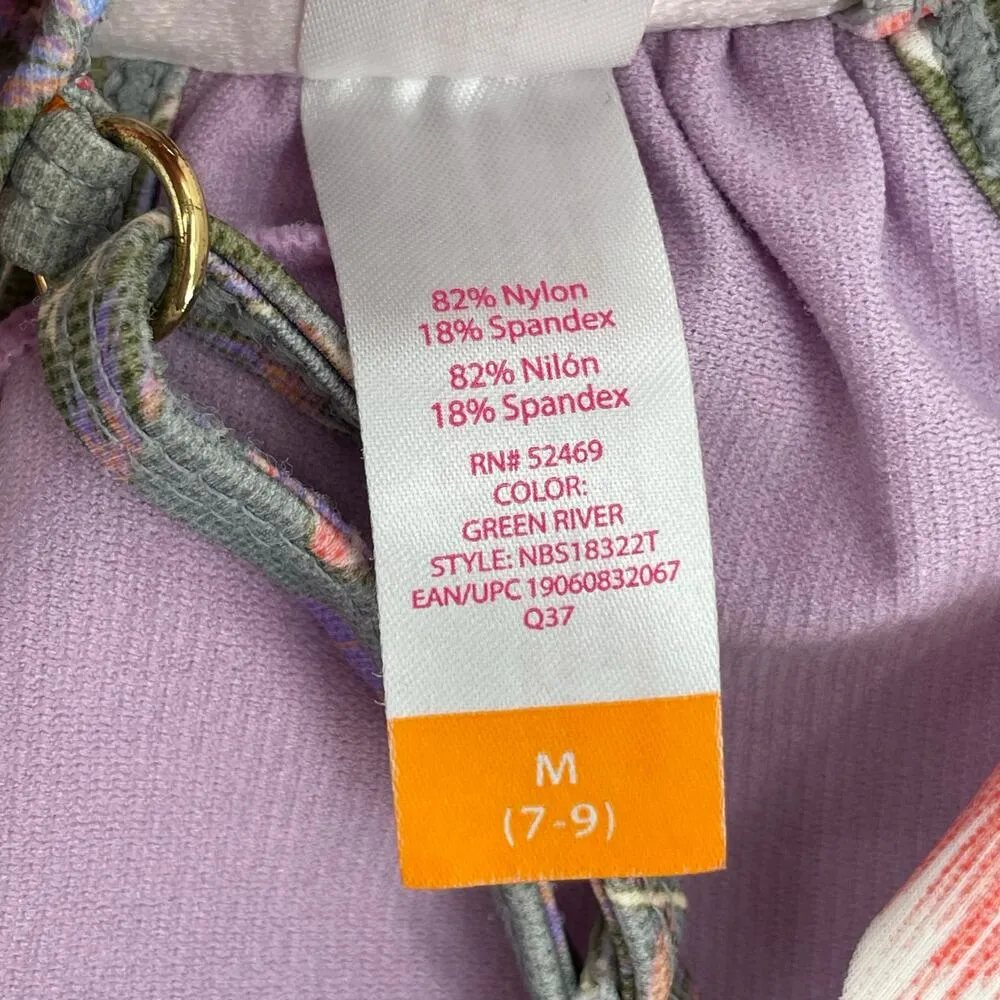 82% Nylon
18% Spandex
82% Nilón
18% Spandex
RN# 52469
COLOR:
GREEN RIVER
STYLE: NBS18322T
EAN/UPC 19060832067
Q37
M
(7-9)